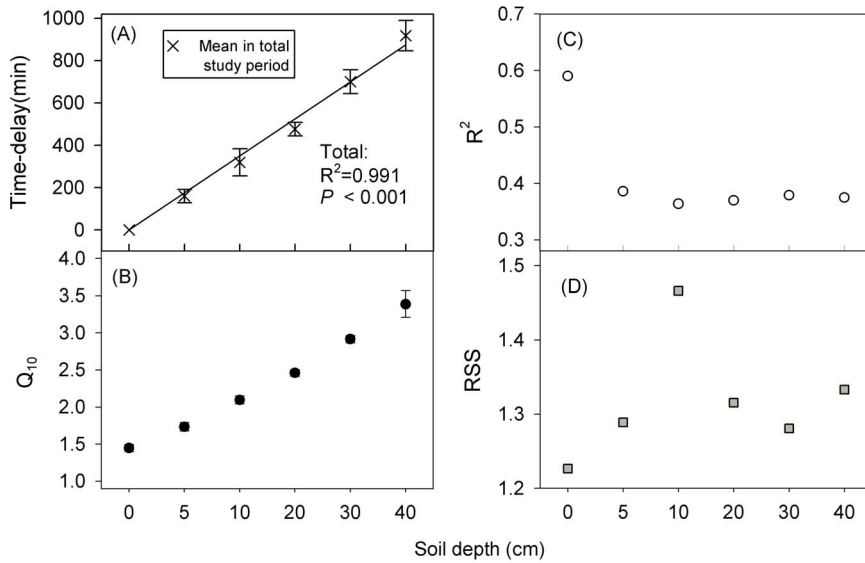 (A)
Mean in total
study period
Total:
R²=0.991
P < 0.001
Time-delay(min)
1000
800
600
400
200
0
(B)
Q₁₀
4.0
3.5
3.0
2.5
2.0
1.5
1.0
0 5 10 20 30 40
(C)
R²
0.7
0.6
0.5
0.4
0.3
(D)
RSS
1.5
1.4
1.3
1.2
0 5 10 20 30 40
Soil depth (cm)